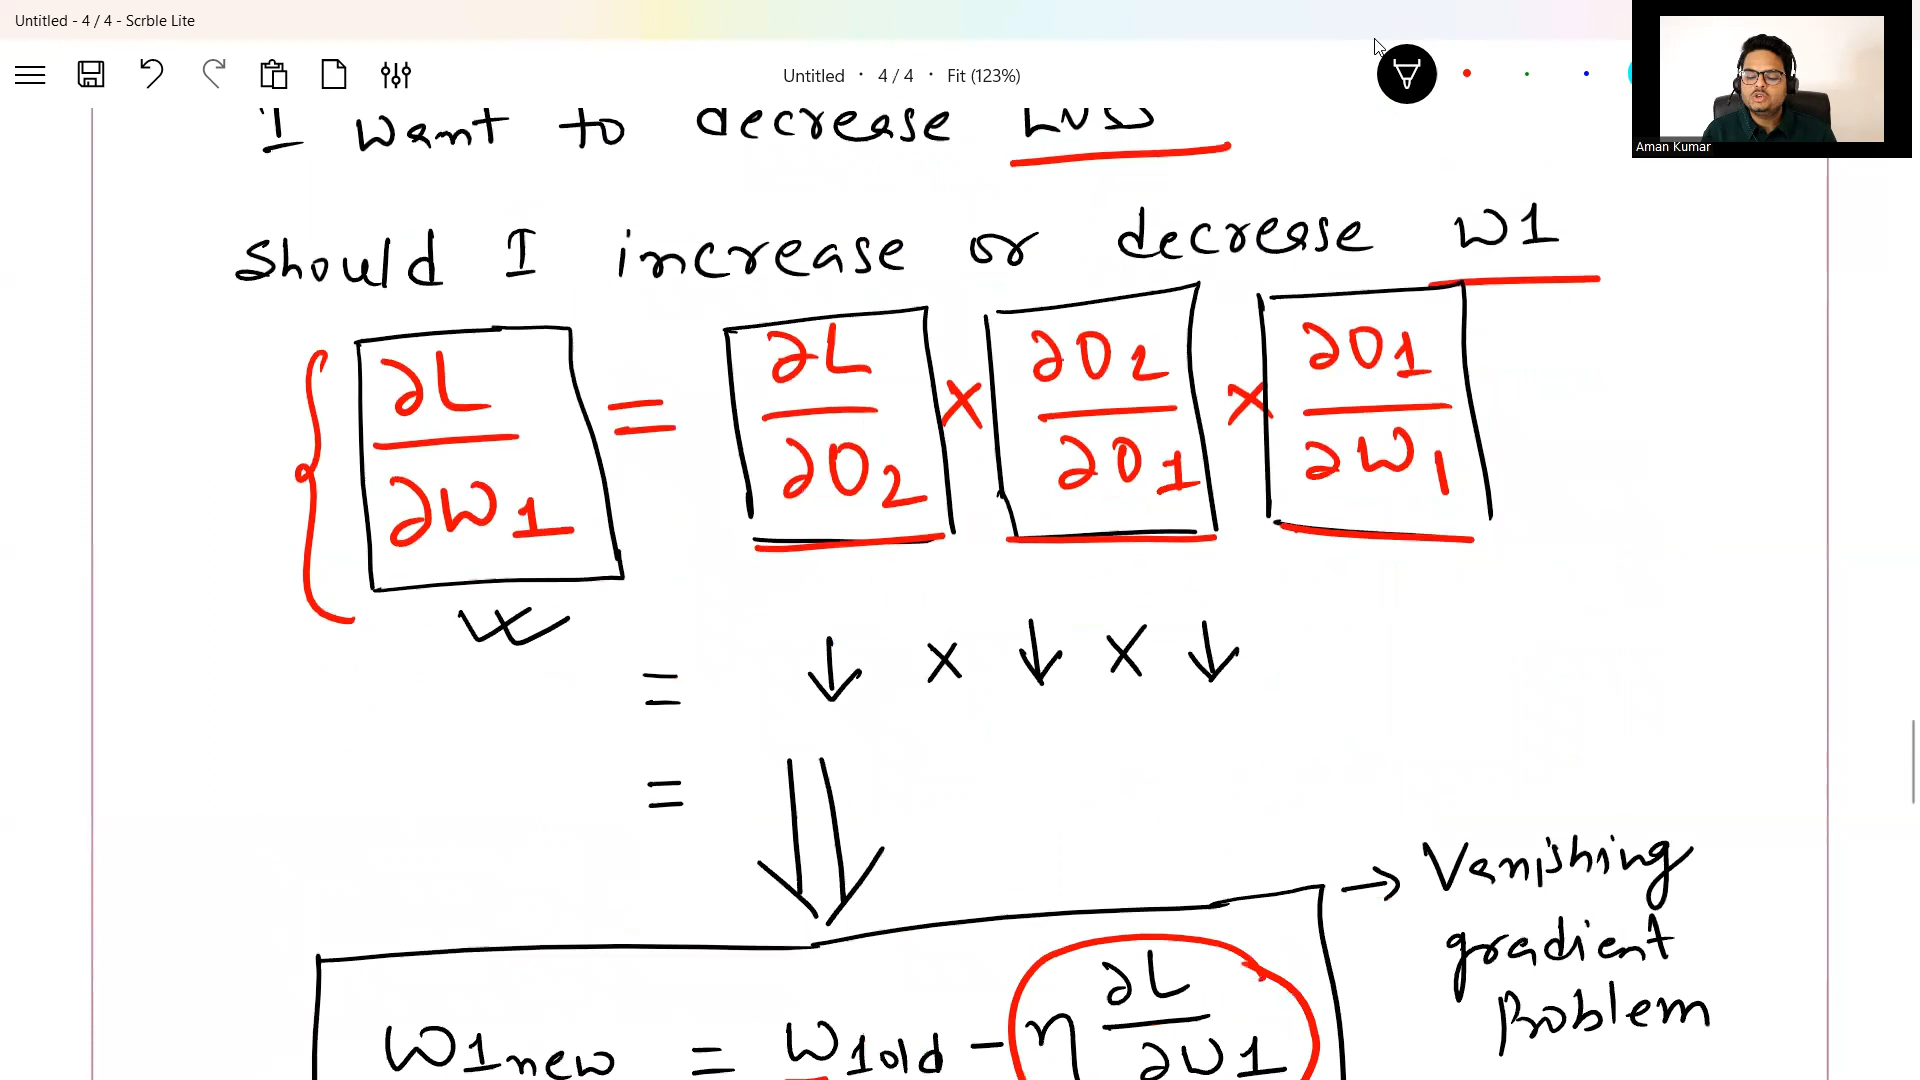 Untitled - 4 / 4 - Scrble Lite
Untitled • 4 / 4 • Fit (123%)
Aman Kumar
I want to decrease
should I increase or decrease W1
∂L/∂W1 = ∂L/∂O2 × ∂O2/∂O1 × ∂O1/∂W1
= ↓ × ↓ × ↓
=
→ Vanishing
gradient
Problem
W1new = W1old - η ∂L/∂W1